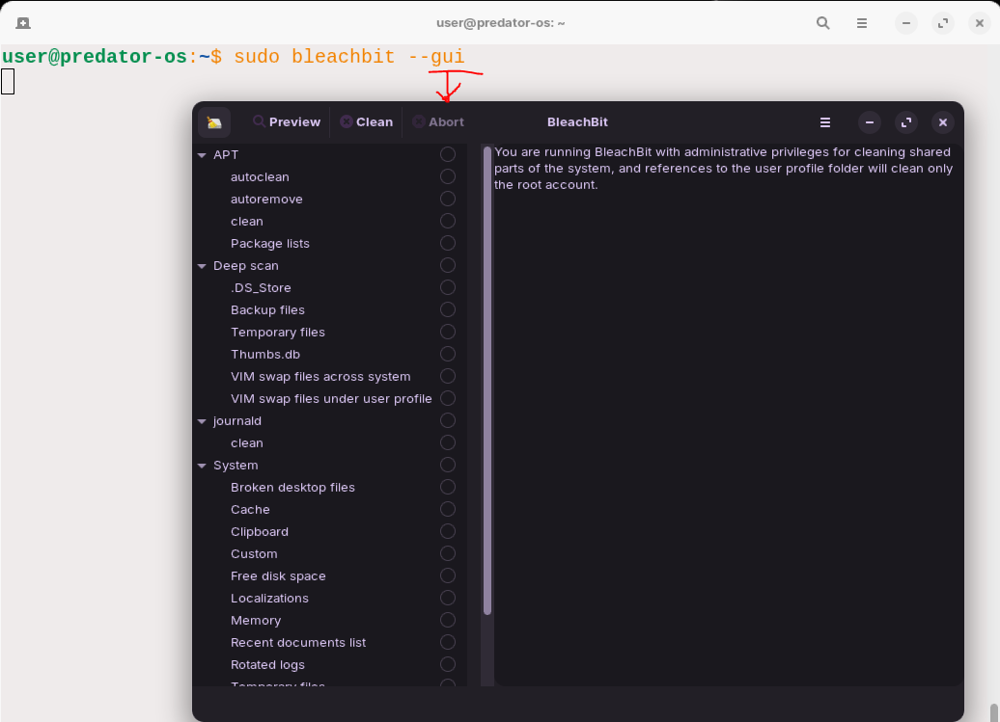 user@predator-os: ~
user@predator-os:~$ sudo bleachbit --gui
Preview Clean Abort BleachBit
APT
autoclean
autoremove
clean
Package lists
Deep scan
.DS_Store
Backup files
Temporary files
Thumbs.db
VIM swap files across system
VIM swap files under user profile
journald
clean
System
Broken desktop files
Cache
Clipboard
Custom
Free disk space
Localizations
Memory
Recent documents list
Rotated logs
Temporary files
You are running BleachBit with administrative privileges for cleaning shared
parts of the system, and references to the user profile folder will clean only
the root account.